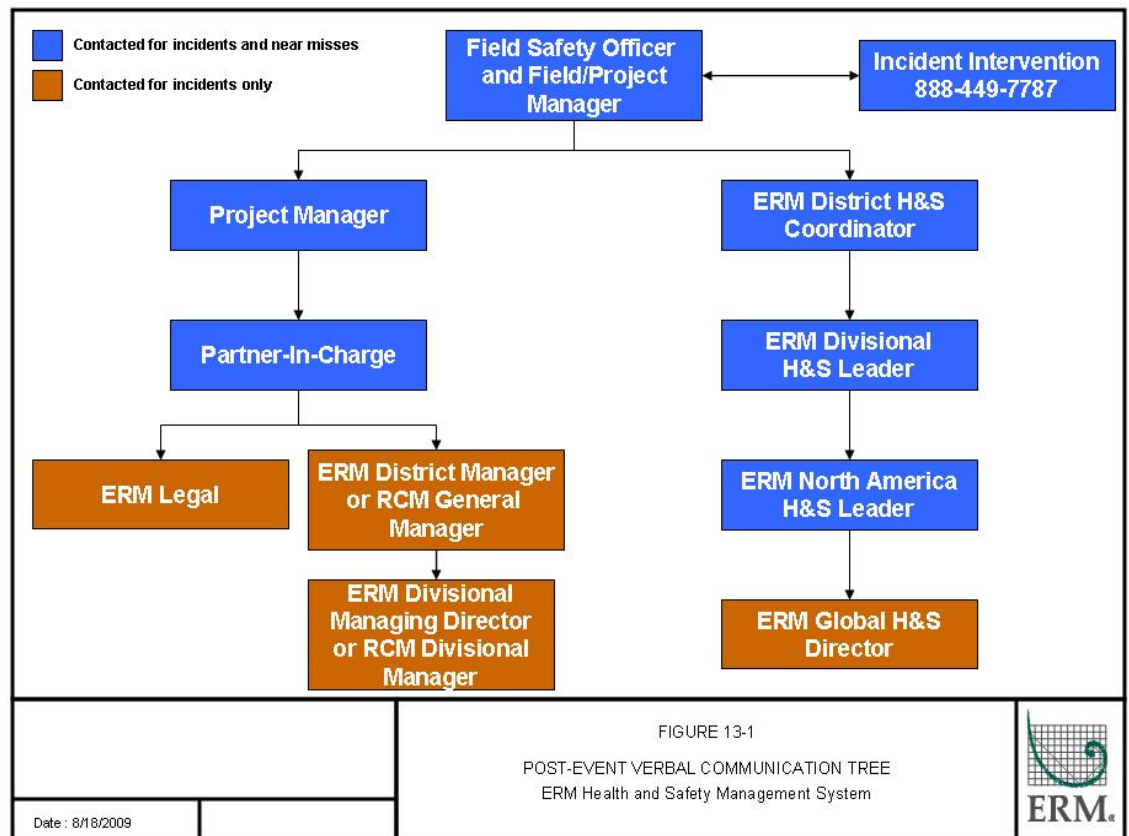 Contacted for incidents and near misses
Contacted for incidents only
Field Safety Officer
and Field/Project
Manager
Incident Intervention
888-449-7787
Project Manager
ERM District H&S
Coordinator
Partner-In-Charge
ERM Divisional
H&S Leader
ERM Legal
ERM District Manager
or RCM General
Manager
ERM North America
H&S Leader
ERM Divisional
Managing Director
or RCM Divisional
Manager
ERM Global H&S
Director
FIGURE 13-1
POST-EVENT VERBAL COMMUNICATION TREE
ERM Health and Safety Management System
Date : 8/18/2009
ERM